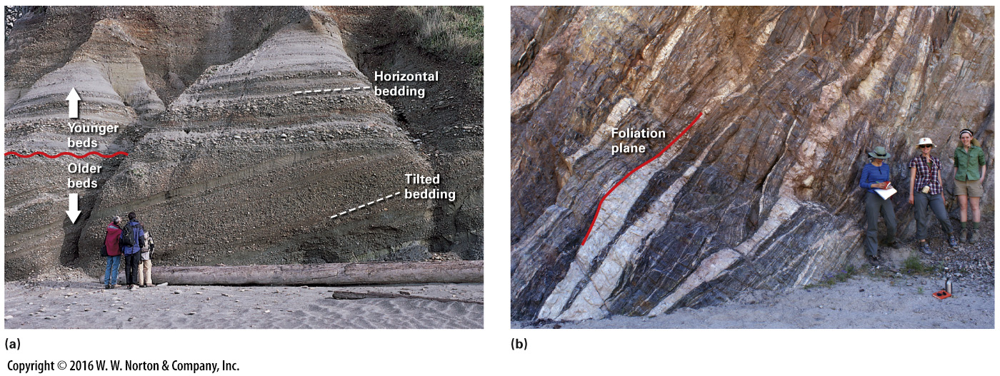 Horizontal
bedding
Younger
beds
Older
beds
Tilted
bedding
Foliation
plane
(a)
(b)
Copyright © 2016 W. W. Norton & Company, Inc.